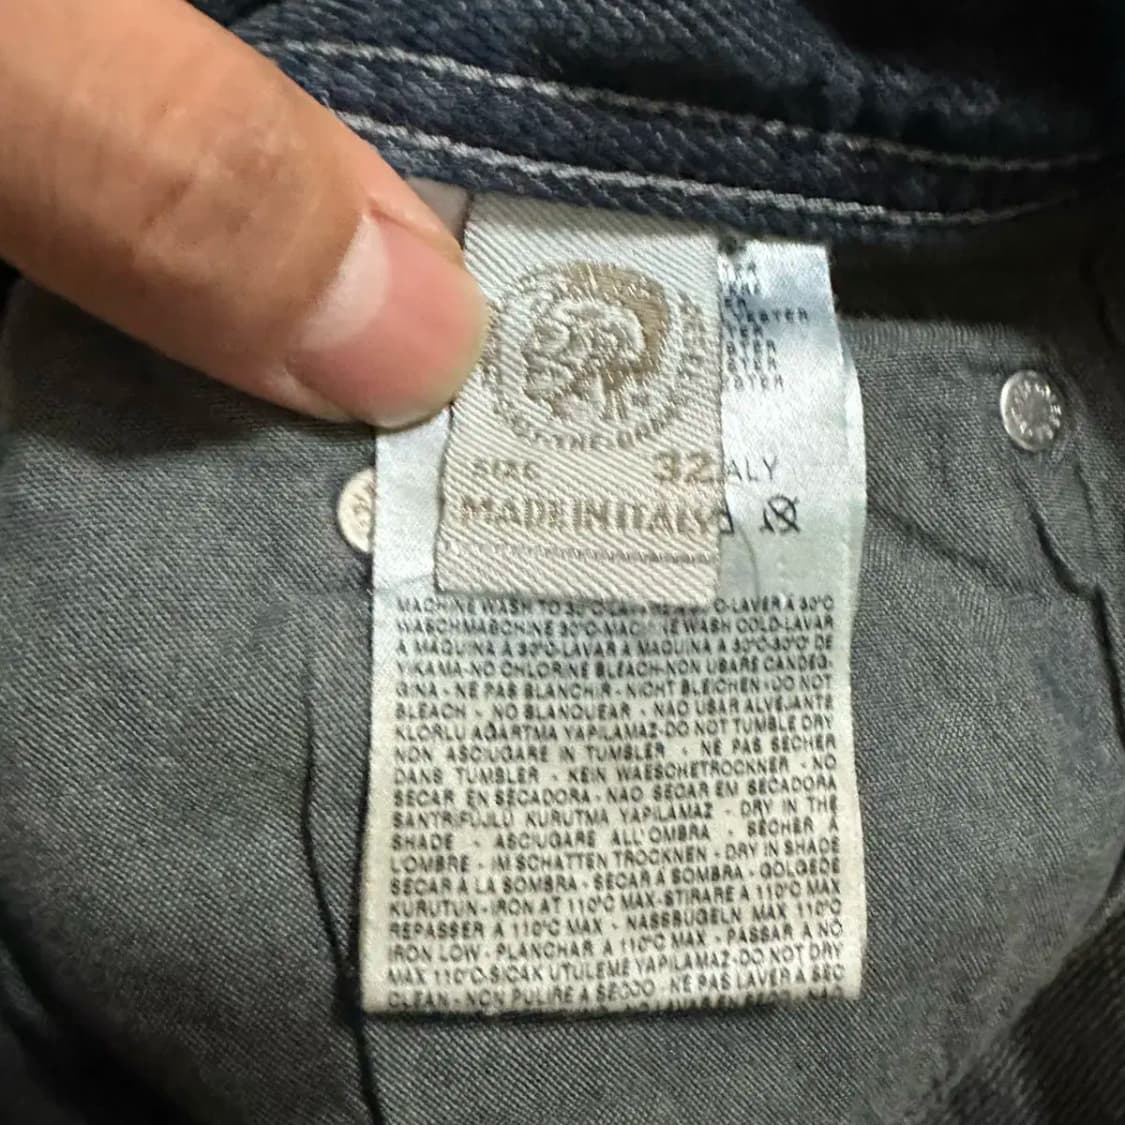 SIZE 32
MADE IN ITALY
ALY
MACHINE WASH TO 30°C-LAVARE A 30°C-LAVER À 30°C
WASCHMASCHINE 30°C-MACHINE WASH COLD-LAVAR
A MAQUINA A 30°C-LAVAR A MAQUINA A 30°C-30°C DE
YIKAMA-NO CHLORINE BLEACH-NON USARE CANDEG-
GINA - NE PAS BLANCHIR - NICHT BLEICHEN - DO NOT
BLEACH - NO BLANQUEAR - NAO USAR ALVEJANTE
KLORLU AĞARTMA YAPILAMAZ-DO NOT TUMBLE DRY
NON ASCIUGARE IN TUMBLER - NE PAS SECHER
DANS TUMBLER - KEIN WAESCHETROCKNER - NO
SECAR EN SECADORA - NAO SECAR EM SECADORA
SANTRİFÜJLÜ KURUTMA YAPILAMAZ - DRY IN THE
SHADE - ASCIUGARE ALL'OMBRA - SECHER À
L'OMBRE - IM SCHATTEN TROCKNEN - DRY IN SHADE
SECAR A LA SOMBRA - SECAR A SOMBRA - GOLGEDE
KURUTUN-IRON AT 110°C MAX-STIRARE A 110°C MAX
REPASSER A 110°C MAX - NASSBUGELN MAX 110°C
IRON LOW - PLANCHAR A 110°C MAX - PASSAR A NO
MAX 110°C-SICAK UTULEME YAPILAMAZ-DO NOT DRY
CLEAN - NON PULIRE A SECCO - NE PAS LAVER A SEC